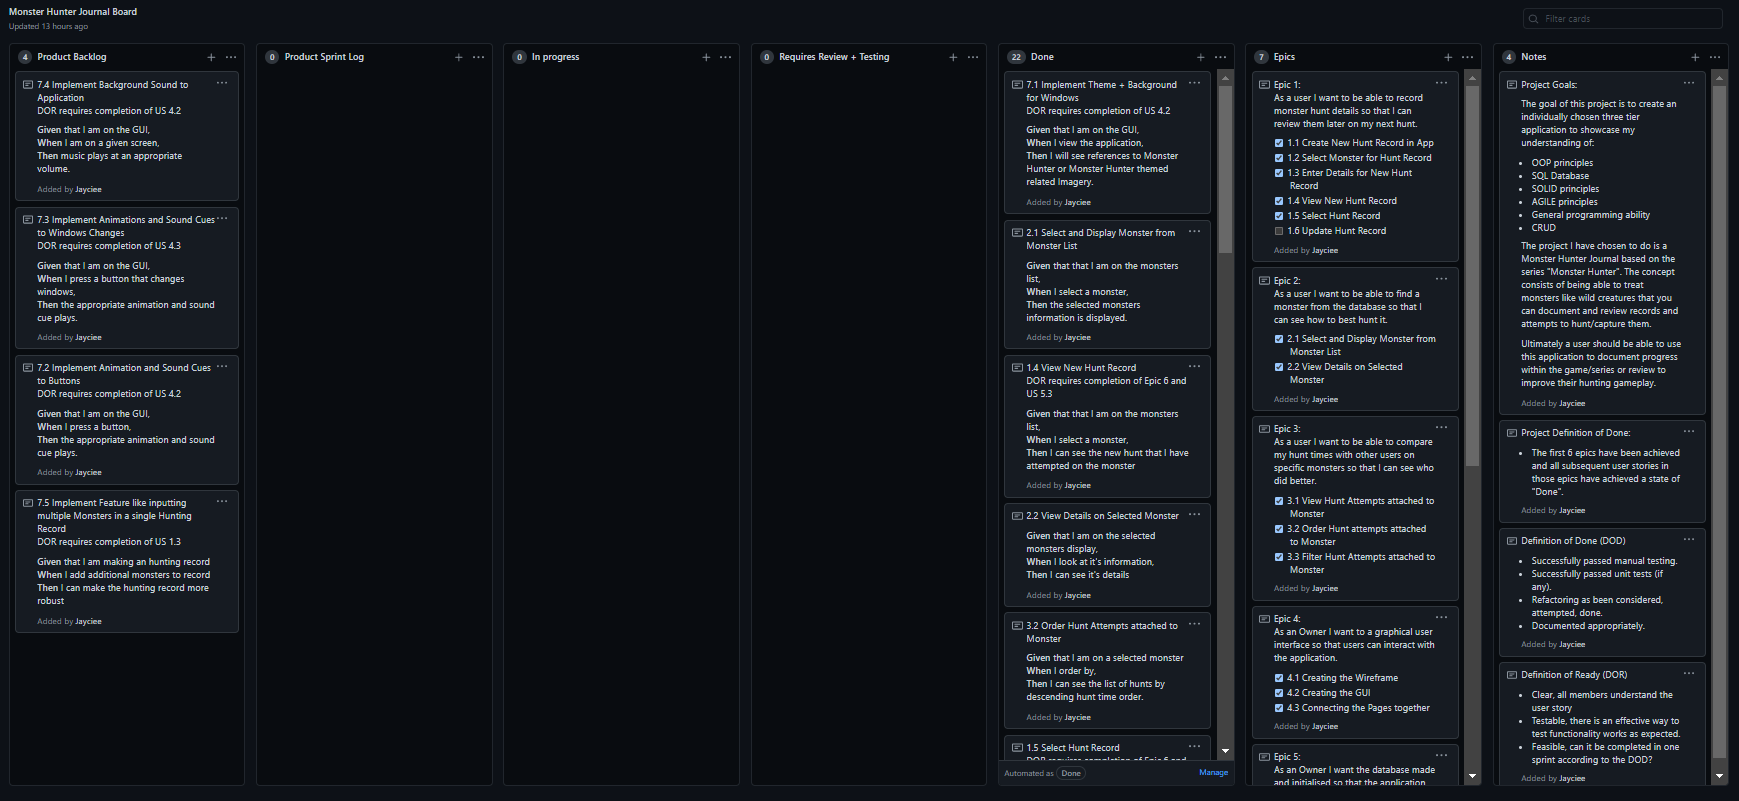 Monster Hunter Journal Board
Updated 13 hours ago
Filter cards
4 Product Backlog
7.4 Implement Background Sound to
Application
DOR requires completion of US 4.2
Given that I am on the GUI,
When I am on a given screen,
Then music plays at an appropriate
volume.
Added by Jayciee
7.3 Implement Animations and Sound Cues
to Windows Changes
DOR requires completion of US 4.3
Given that I am on the GUI,
When I press a button that changes
windows,
Then the appropriate animation and sound
cue plays.
Added by Jayciee
7.2 Implement Animation and Sound Cues
to Buttons
DOR requires completion of US 4.2
Given that I am on the GUI,
When I press a button,
Then the appropriate animation and sound
cue plays.
Added by Jayciee
7.5 Implement Feature like inputting
multiple Monsters in a single Hunting
Record
DOR requires completion of US 1.3
Given that I am making an hunting record
When I add additional monsters to record
Then I can make the hunting record more
robust
Added by Jayciee
0 Product Sprint Log
0 In progress
0 Requires Review + Testing
22 Done
7.1 Implement Theme + Background
for Windows
DOR requires completion of US 4.2
Given that I am on the GUI,
When I view the application,
Then I will see references to Monster
Hunter or Monster Hunter themed
related Imagery.
Added by Jayciee
2.1 Select and Display Monster from
Monster List
Given that that I am on the monsters
list,
When I select a monster,
Then the selected monsters
information is displayed.
Added by Jayciee
1.4 View New Hunt Record
DOR requires completion of Epic 6 and
US 5.3
Given that that I am on the monsters
list,
When I select a monster,
Then I can see the new hunt that I have
attempted on the monster
Added by Jayciee
2.2 View Details on Selected Monster
Given that I am on the selected
monsters display,
When I look at it's information,
Then I can see it's details
Added by Jayciee
3.2 Order Hunt Attempts attached to
Monster
Given that I am on a selected monster
When I order by,
Then I can see the list of hunts by
descending hunt time order.
Added by Jayciee
1.5 Select Hunt Record
DOR requires completion of Epic 6 and
Automated as Done
Manage
7 Epics
Epic 1:
As a user I want to be able to record
monster hunt details so that I can
review them later on my next hunt.
1.1 Create New Hunt Record in App
1.2 Select Monster for Hunt Record
1.3 Enter Details for New Hunt
Record
1.4 View New Hunt Record
1.5 Select Hunt Record
1.6 Update Hunt Record
Added by Jayciee
Epic 2:
As a user I want to be able to find a
monster from the database so that I
can see how to best hunt it.
2.1 Select and Display Monster from
Monster List
2.2 View Details on Selected
Monster
Added by Jayciee
Epic 3:
As a user I want to be able to compare
my hunt times with other users on
specific monsters so that I can see who
did better.
3.1 View Hunt Attempts attached to
Monster
3.2 Order Hunt attempts attached
to Monster
3.3 Filter Hunt Attempts attached to
Monster
Added by Jayciee
Epic 4:
As an Owner I want to a graphical user
interface so that users can interact with
the application.
4.1 Creating the Wireframe
4.2 Creating the GUI
4.3 Connecting the Pages together
Added by Jayciee
Epic 5:
As an Owner I want the database made
and initialised so that the application
4 Notes
Project Goals:
The goal of this project is to create an
individually chosen three tier
application to showcase my
understanding of:
OOP principles
SQL Database
SOLID principles
AGILE principles
General programming ability
CRUD
The project I have chosen to do is a
Monster Hunter Journal based on the
series "Monster Hunter". The concept
consists of being able to treat
monsters like wild creatures that you
can document and review records and
attempts to hunt/capture them.
Ultimately a user should be able to use
this application to document progress
within the game/series or review to
improve their hunting gameplay.
Added by Jayciee
Project Definition of Done:
The first 6 epics have been achieved
and all subsequent user stories in
those epics have achieved a state of
"Done".
Added by Jayciee
Definition of Done (DOD)
Successfully passed manual testing.
Successfully passed unit tests (if
any).
Refactoring as been considered,
attempted, done.
Documented appropriately.
Added by Jayciee
Definition of Ready (DOR)
Clear, all members understand the
user story
Testable, there is an effective way to
test functionality works as expected.
Feasible, can it be completed in one
sprint according to the DOD?
Added by Jayciee